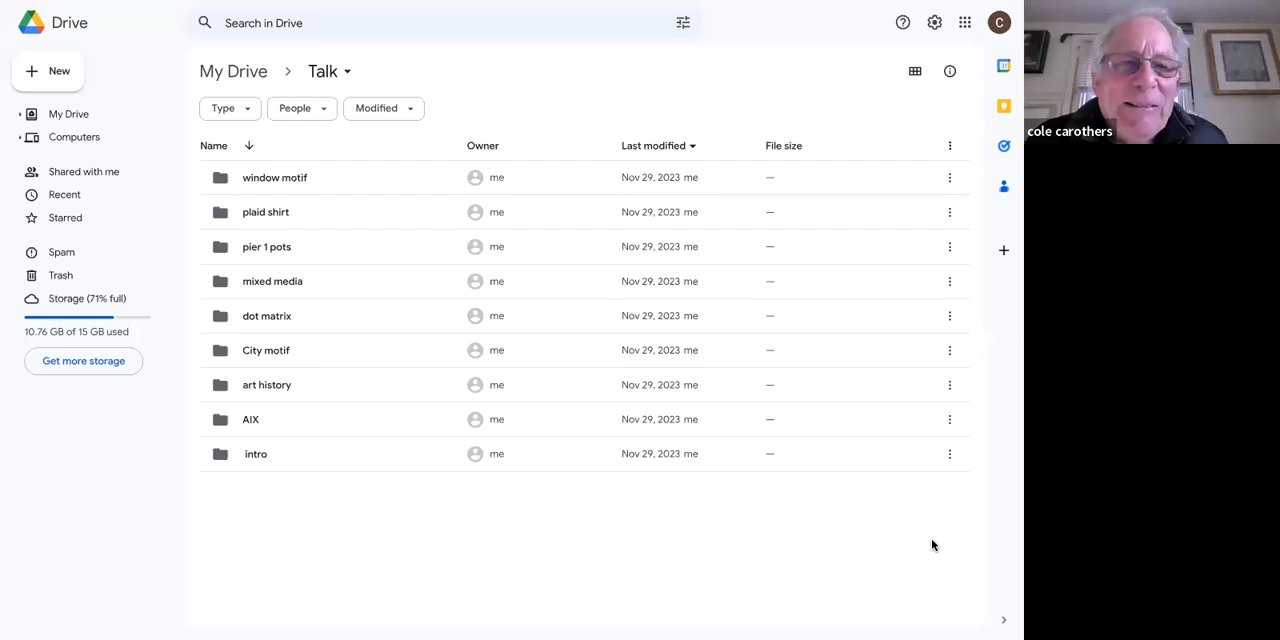 Drive
Search in Drive
C
New
My Drive
Computers
Shared with me
Recent
Starred
Spam
Trash
Storage (71% full)
10.76 GB of 15 GB used
Get more storage
My Drive > Talk
Type
People
Modified
Name Owner Last modified File size
window motif me Nov 29, 2023 me —
plaid shirt me Nov 29, 2023 me —
pier 1 pots me Nov 29, 2023 me —
mixed media me Nov 29, 2023 me —
dot matrix me Nov 29, 2023 me —
City motif me Nov 29, 2023 me —
art history me Nov 29, 2023 me —
AIX me Nov 29, 2023 me —
intro me Nov 29, 2023 me —
31
cole carothers